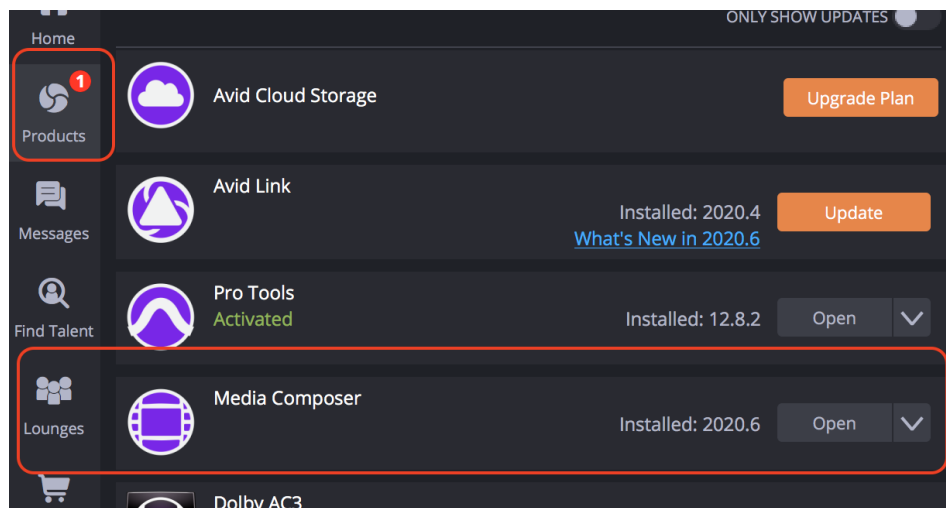 ONLY SHOW UPDATES
Home
1
Products
Avid Cloud Storage
Upgrade Plan
Avid Link
Installed: 2020.4
Update
What's New in 2020.6
Messages
Pro Tools
Activated
Installed: 12.8.2
Open
Find Talent
Media Composer
Installed: 2020.6
Open
Lounges
Dolby AC3